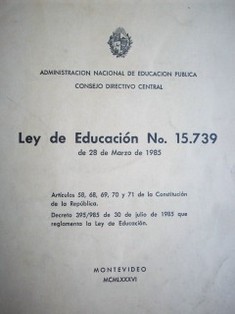 ADMINISTRACION NACIONAL DE EDUCACION PUBLICA
CONSEJO DIRECTIVO CENTRAL
Ley de Educación No. 15.739
de 28 de Marzo de 1985
Artículos 58, 68, 69, 70 y 71 de la Constitución
de la República.
Decreto 395/985 de 30 de julio de 1985 que
reglamenta la Ley de Educación.
MONTEVIDEO
MCMLXXXVI